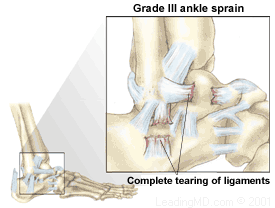 Grade III ankle sprain
Complete tearing of ligaments
LeadingMD.com © 2001